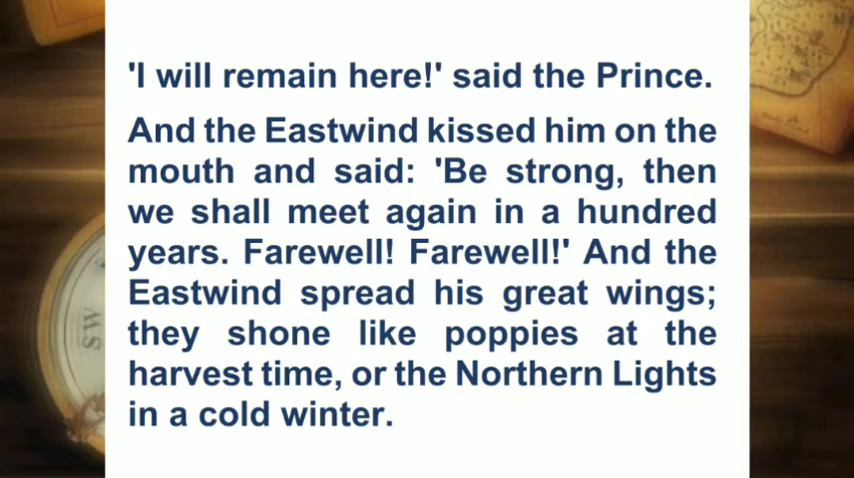 'I will remain here!' said the Prince.
And the Eastwind kissed him on the
mouth and said: 'Be strong, then
we shall meet again in a hundred
years. Farewell! Farewell!' And the
Eastwind spread his great wings;
they shone like poppies at the
harvest time, or the Northern Lights
in a cold winter.
SW